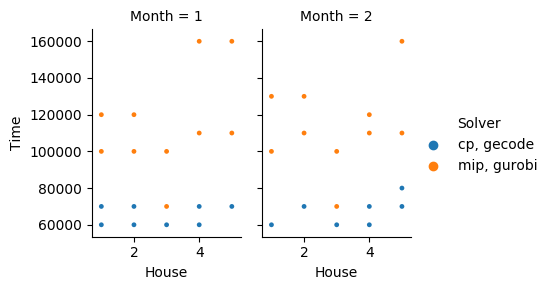 Month = 1
Month = 2
160000
140000
120000
100000
80000
60000
Time
2
4
2
4
House
House
Solver
cp, gecode
mip, gurobi